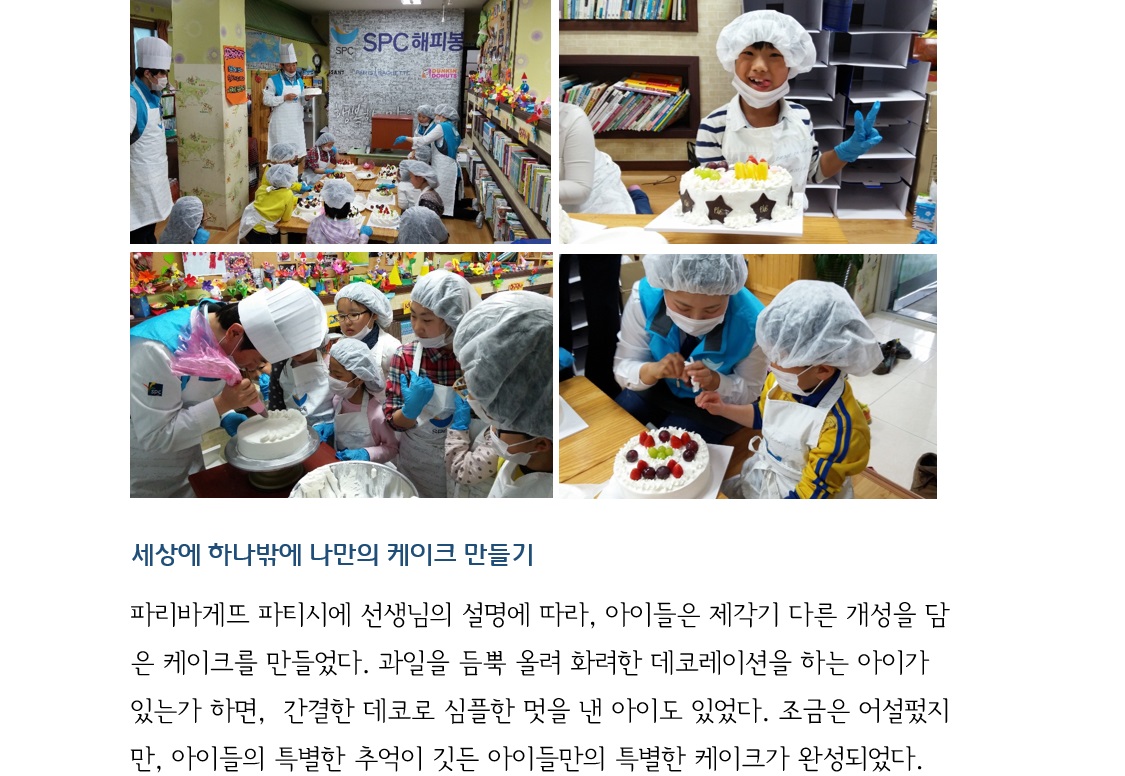 SPC 해피봉
SPC
DUNKIN'
DONUTS
SPC
세상에 하나밖에 나만의 케이크 만들기
파리바게뜨 파티시에 선생님의 설명에 따라, 아이들은 제각기 다른 개성을 담
은 케이크를 만들었다. 과일을 듬뿍 올려 화려한 데코레이션을 하는 아이가
있는가 하면, 간결한 데코로 심플한 멋을 낸 아이도 있었다. 조금은 어설펐지
만, 아이들의 특별한 추억이 깃든 아이들만의 특별한 케이크가 완성되었다.